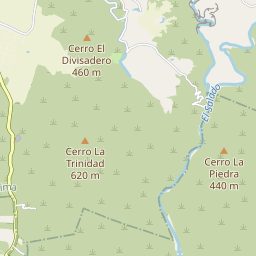 Cerro El
Divisadero
460 m
El Salado
Cerro La
Trinidad
620 m
Cerro La
Piedra
440 m